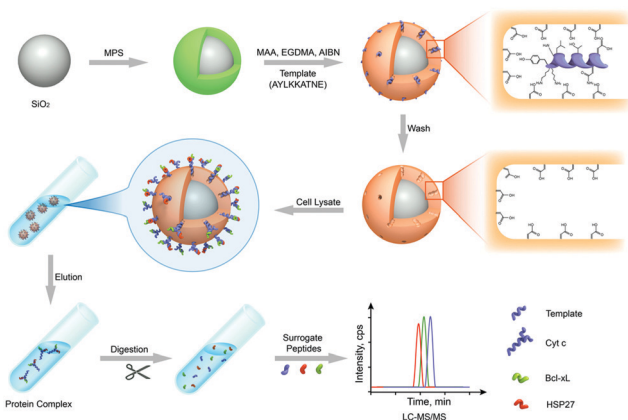 MPS
MAA, EGDMA, AIBN
Template
(AYLKKATNE)
SiO₂
Wash
Cell Lysate
Elution
Digestion
Surrogate
Peptides
Protein Complex
Intensity, cps
Time, min
LC-MS/MS
Template
Cyt c
Bcl-xL
HSP27